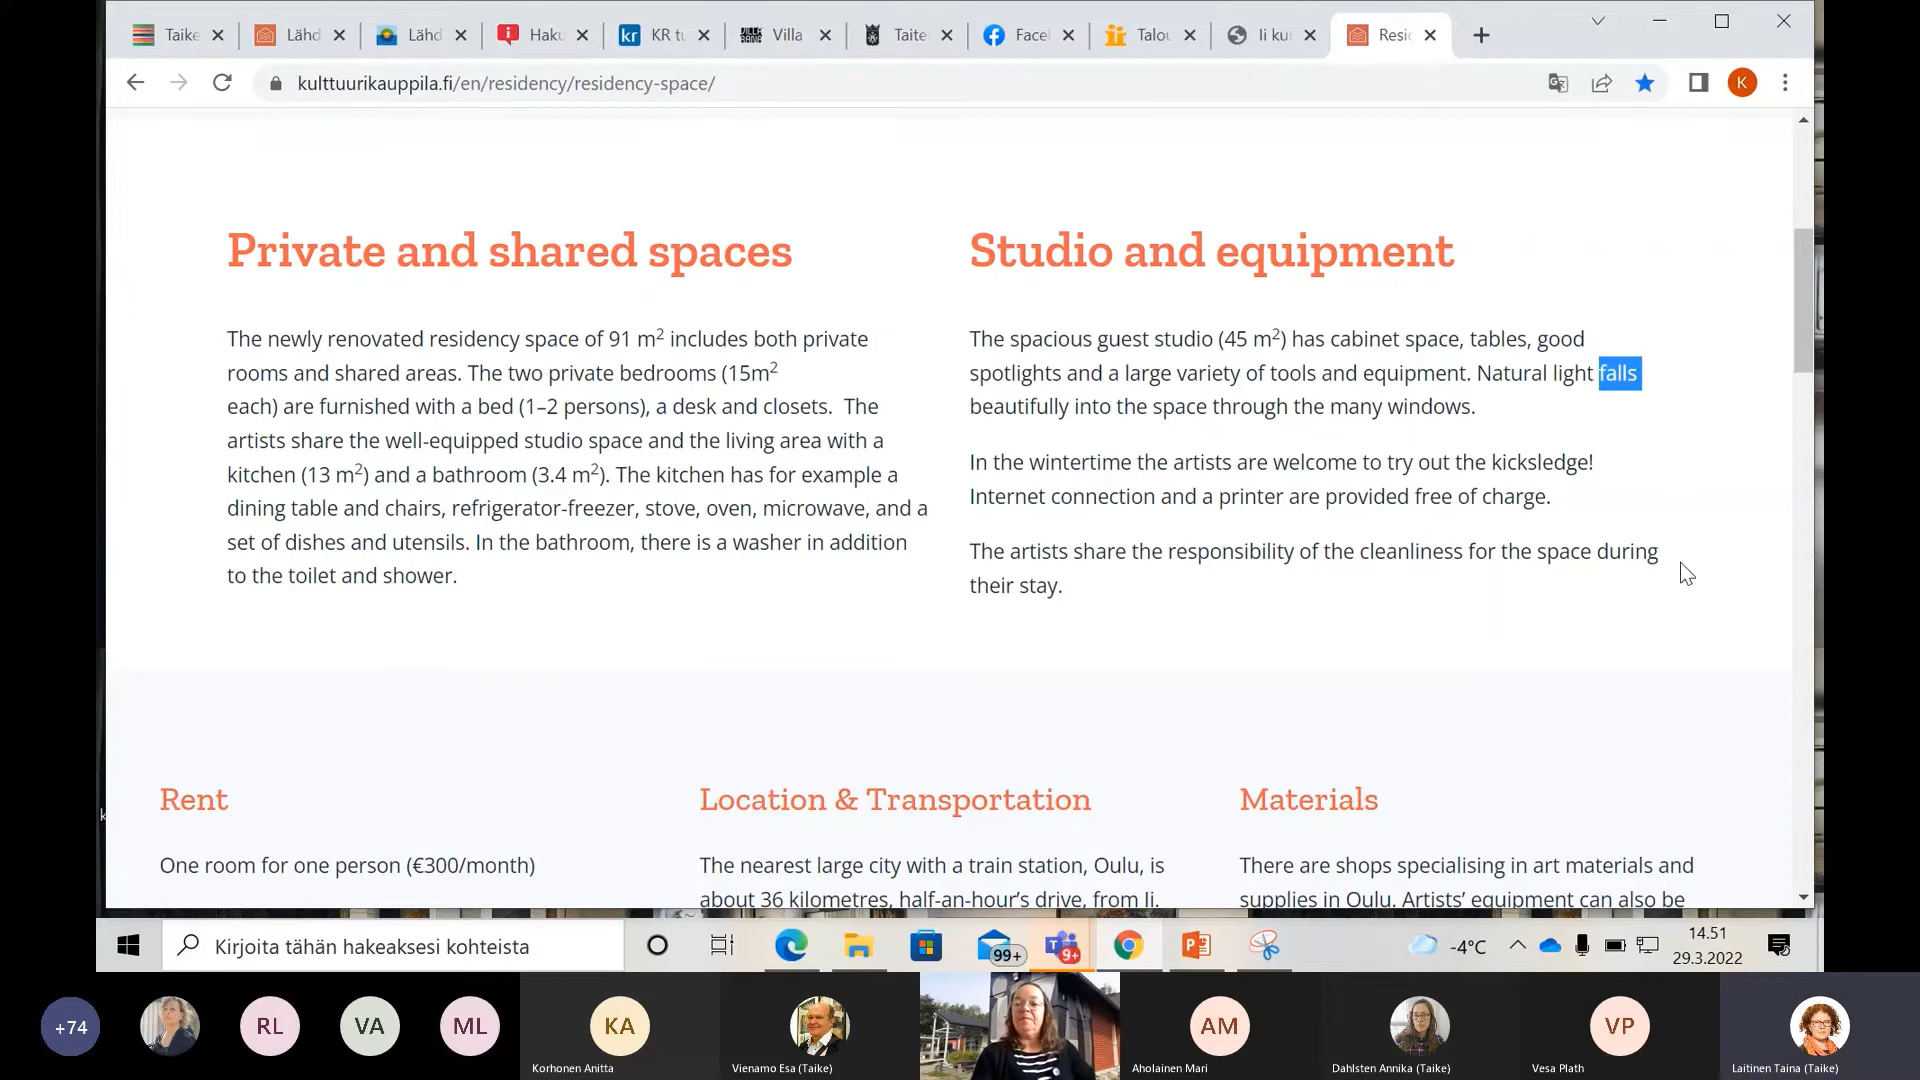 Taike
Lähd
Lähd
Haku
KR tu
Villa
Taite
Facel
Talou
Ii ku
Resid
kulttuurikauppila.fi/en/residency/residency-space/
K
Private and shared spaces
The newly renovated residency space of 91 m² includes both private
rooms and shared areas. The two private bedrooms (15m²
each) are furnished with a bed (1–2 persons), a desk and closets. The
artists share the well-equipped studio space and the living area with a
kitchen (13 m²) and a bathroom (3.4 m²). The kitchen has for example a
dining table and chairs, refrigerator-freezer, stove, oven, microwave, and a
set of dishes and utensils. In the bathroom, there is a washer in addition
to the toilet and shower.
Studio and equipment
The spacious guest studio (45 m²) has cabinet space, tables, good
spotlights and a large variety of tools and equipment. Natural light falls
beautifully into the space through the many windows.
In the wintertime the artists are welcome to try out the kicksledge!
Internet connection and a printer are provided free of charge.
The artists share the responsibility of the cleanliness for the space during
their stay.
Rent
One room for one person (€300/month)
Location & Transportation
The nearest large city with a train station, Oulu, is
about 36 kilometres, half-an-hour's drive, from Ii.
Materials
There are shops specialising in art materials and
supplies in Oulu. Artists' equipment can also be
Kirjoita tähän hakeaksesi kohteista
99+
9+
-4°C
14.51
29.3.2022
+74
RL
VA
ML
KA
Korhonen Anitta
Vienamo Esa (Taike)
AM
Aholainen Mari
Dahlsten Annika (Taike)
VP
Vesa Plath
Laitinen Taina (Taike)